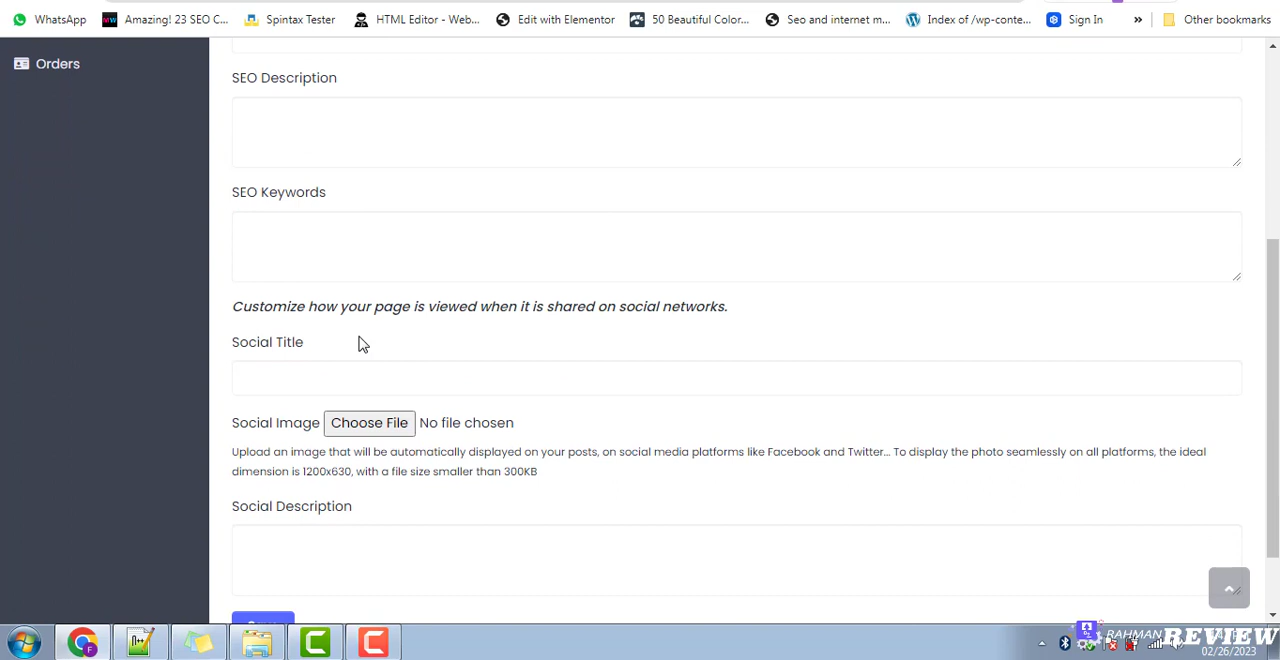 WhatsApp Amazing! 23 SEO C... Spintax Tester HTML Editor - Web... Edit with Elementor 50 Beautiful Color... Seo and internet m... Index of /wp-conte... Sign In » Other bookmarks
Orders
SEO Description
SEO Keywords
Customize how your page is viewed when it is shared on social networks.
Social Title
Social Image Choose File No file chosen
Upload an image that will be automatically displayed on your posts, on social media platforms like Facebook and Twitter... To display the photo seamlessly on all platforms, the ideal
dimension is 1200x630, with a file size smaller than 300KB
Social Description
RAHMAN REVIEW
02/26/2023